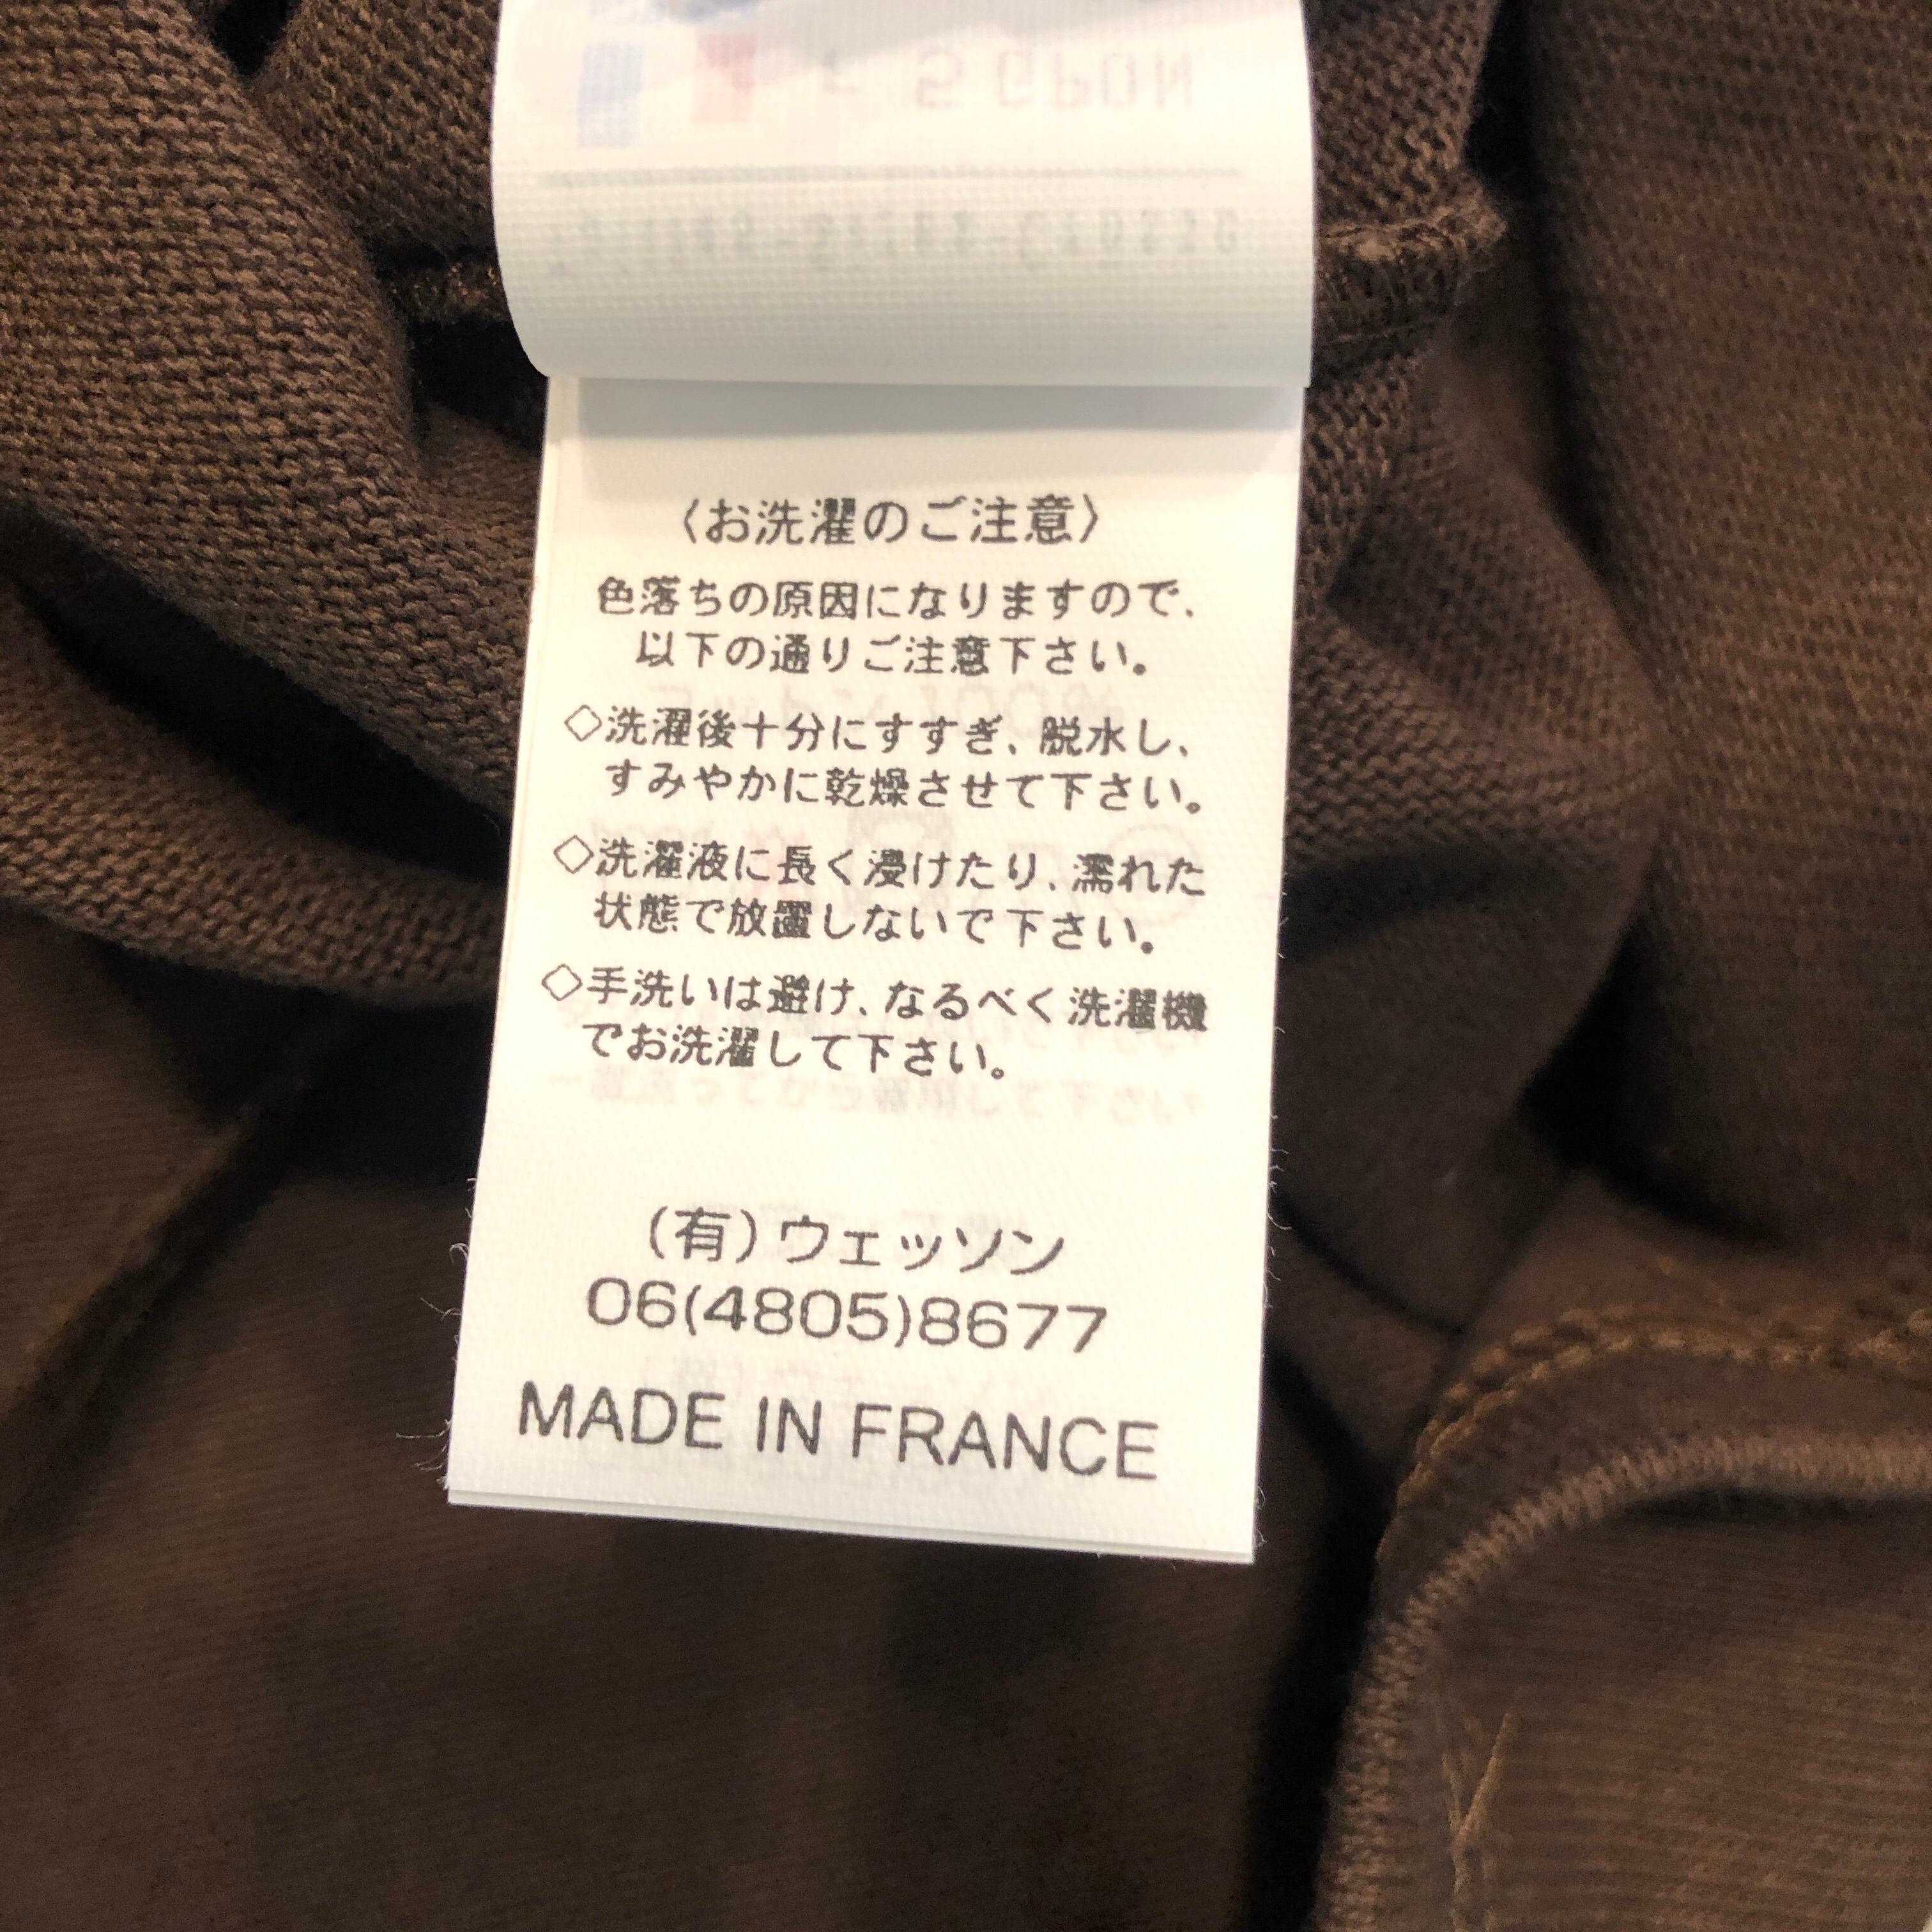 〈お洗濯のご注意〉
色落ちの原因になりますので、
以下の通りご注意下さい。
◇洗濯後十分にすすぎ、脱水し、
すみやかに乾燥させて下さい。
◇洗濯液に長く浸けたり、濡れた
状態で放置しないで下さい。
◇手洗いは避け、なるべく洗濯機
でお洗濯して下さい。
(有)ウェッソン
06(4805)8677
MADE IN FRANCE